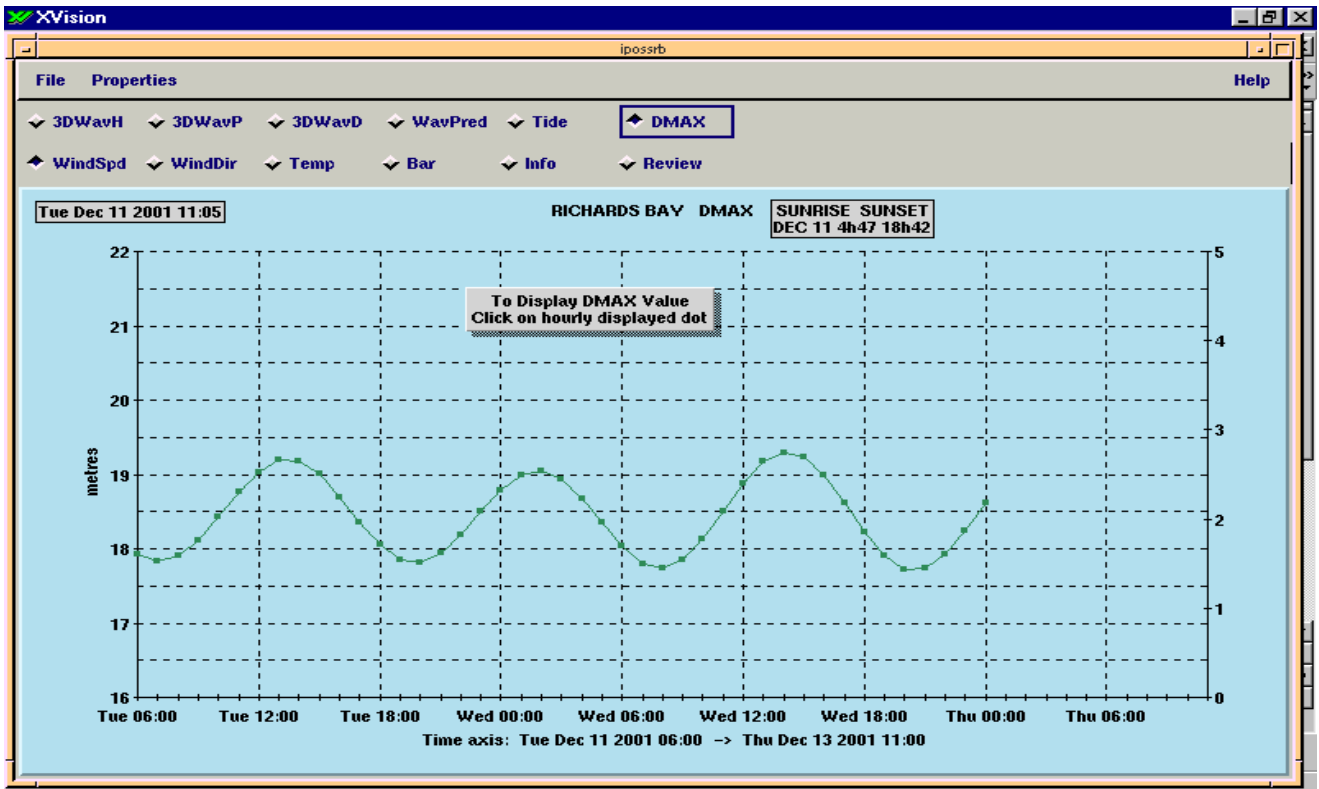 XVision
ipossrb
File Properties Help
3DWavH 3DWavP 3DWavD WavPred Tide DMAX
WindSpd WindDir Temp Bar Info Review
Tue Dec 11 2001 11:05
RICHARDS BAY DMAX
SUNRISE SUNSET
DEC 11 4h47 18h42
To Display DMAX Value
Click on hourly displayed dot
metres
22
21
20
19
18
17
16
5
4
3
2
1
0
Tue 06:00 Tue 12:00 Tue 18:00 Wed 00:00 Wed 06:00 Wed 12:00 Wed 18:00 Thu 00:00 Thu 06:00
Time axis: Tue Dec 11 2001 06:00 -> Thu Dec 13 2001 11:00